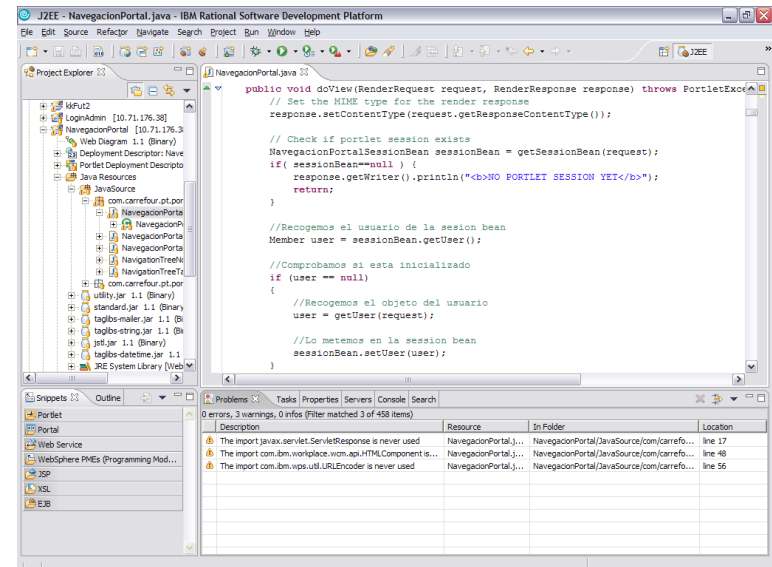 J2EE - NavegacionPortal.java - IBM Rational Software Development Platform
File Edit Source Refactor Navigate Search Project Run Window Help
J2EE
Project Explorer
kkFut2
LoginAdmin [10.71.176.38]
NavegacionPortal [10.71.176.3
Web Diagram 1.1 (Binary)
Deployment Descriptor: Nave
Portlet Deployment Descripto
Java Resources
JavaSource
com.carrefour.pt.por
NavegacionPorta
NavegacionPo
NavegacionPorta
NavegacionPorta
NavigationTreeNo
NavigationTreeTa
com.carrefour.pt.por
utility.jar 1.1 (Binary)
standard.jar 1.1 (Binary
taglibs-mailer.jar 1.1 (Bi
taglibs-string.jar 1.1 (Bi
jstl.jar 1.1 (Binary)
taglibs-datetime.jar 1.1
JRE System Library [Web
NavegacionPortal.java
public void doView(RenderRequest request, RenderResponse response) throws PortletExce
// Set the MIME type for the render response
response.setContentType(request.getResponseContentType());
// Check if portlet session exists
NavegacionPortalSessionBean sessionBean = getSessionBean(request);
if( sessionBean==null ) {
response.getWriter().println("<b>NO PORTLET SESSION YET</b>");
return;
}
//Recogemos el usuario de la sesion bean
Member user = sessionBean.getUser();
//Comprobamos si esta inicializado
if (user == null)
{
//Recogemos el objeto del usuario
user = getUser(request);
//Lo metemos en la session bean
sessionBean.setUser(user);
}
Snippets Outline
Portlet
Portal
Web Service
WebSphere PMEs (Programming Mod...
JSP
XSL
EJB
Problems Tasks Properties Servers Console Search
0 errors, 3 warnings, 0 infos (Filter matched 3 of 458 items)
Description Resource In Folder Location
The import javax.servlet.ServletResponse is never used NavegacionPortal.j... NavegacionPortal/JavaSource/com/carrefo... line 17
The import com.ibm.workplace.wcm.api.HTMLComponent is... NavegacionPortal.j... NavegacionPortal/JavaSource/com/carrefo... line 48
The import com.ibm.wps.util.URLEncoder is never used NavegacionPortal.j... NavegacionPortal/JavaSource/com/carrefo... line 56